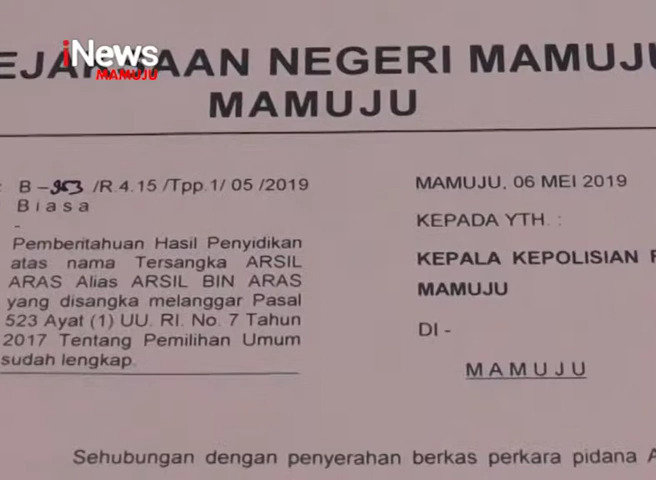 iNews
MAMUJU
NEGERI MAMUJU
MAMUJU
: B - 953 /R.4.15 /Tpp.1/ 05 /2019
Biasa
-
Pemberitahuan Hasil Penyidikan
atas nama Tersangka ARSIL
ARAS Alias ARSIL BIN ARAS
yang disangka melanggar Pasal
523 Ayat (1) UU. RI. No. 7 Tahun
2017 Tentang Pemilihan Umum
sudah lengkap.
MAMUJU, 06 MEI 2019
KEPADA YTH. :
KEPALA KEPOLISIAN
MAMUJU
DI -
MAMUJU
Sehubungan dengan penyerahan berkas perkara pidana